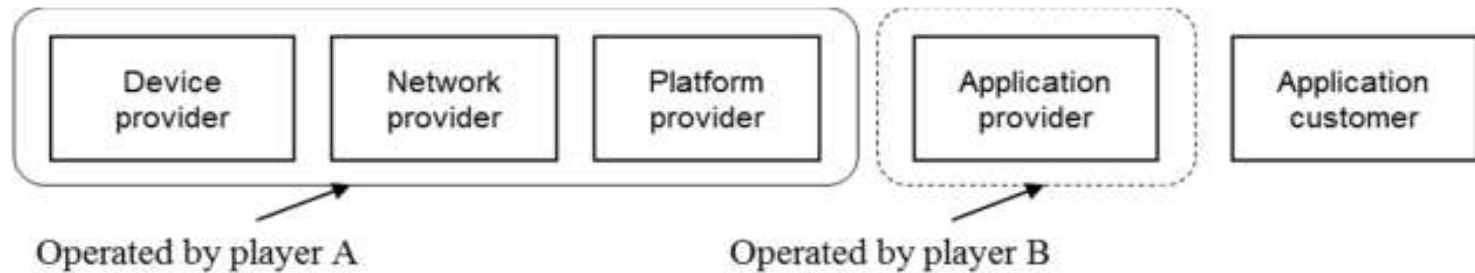 Device
provider
Network
provider
Platform
provider
Application
provider
Application
customer
Operated by player A
Operated by player B